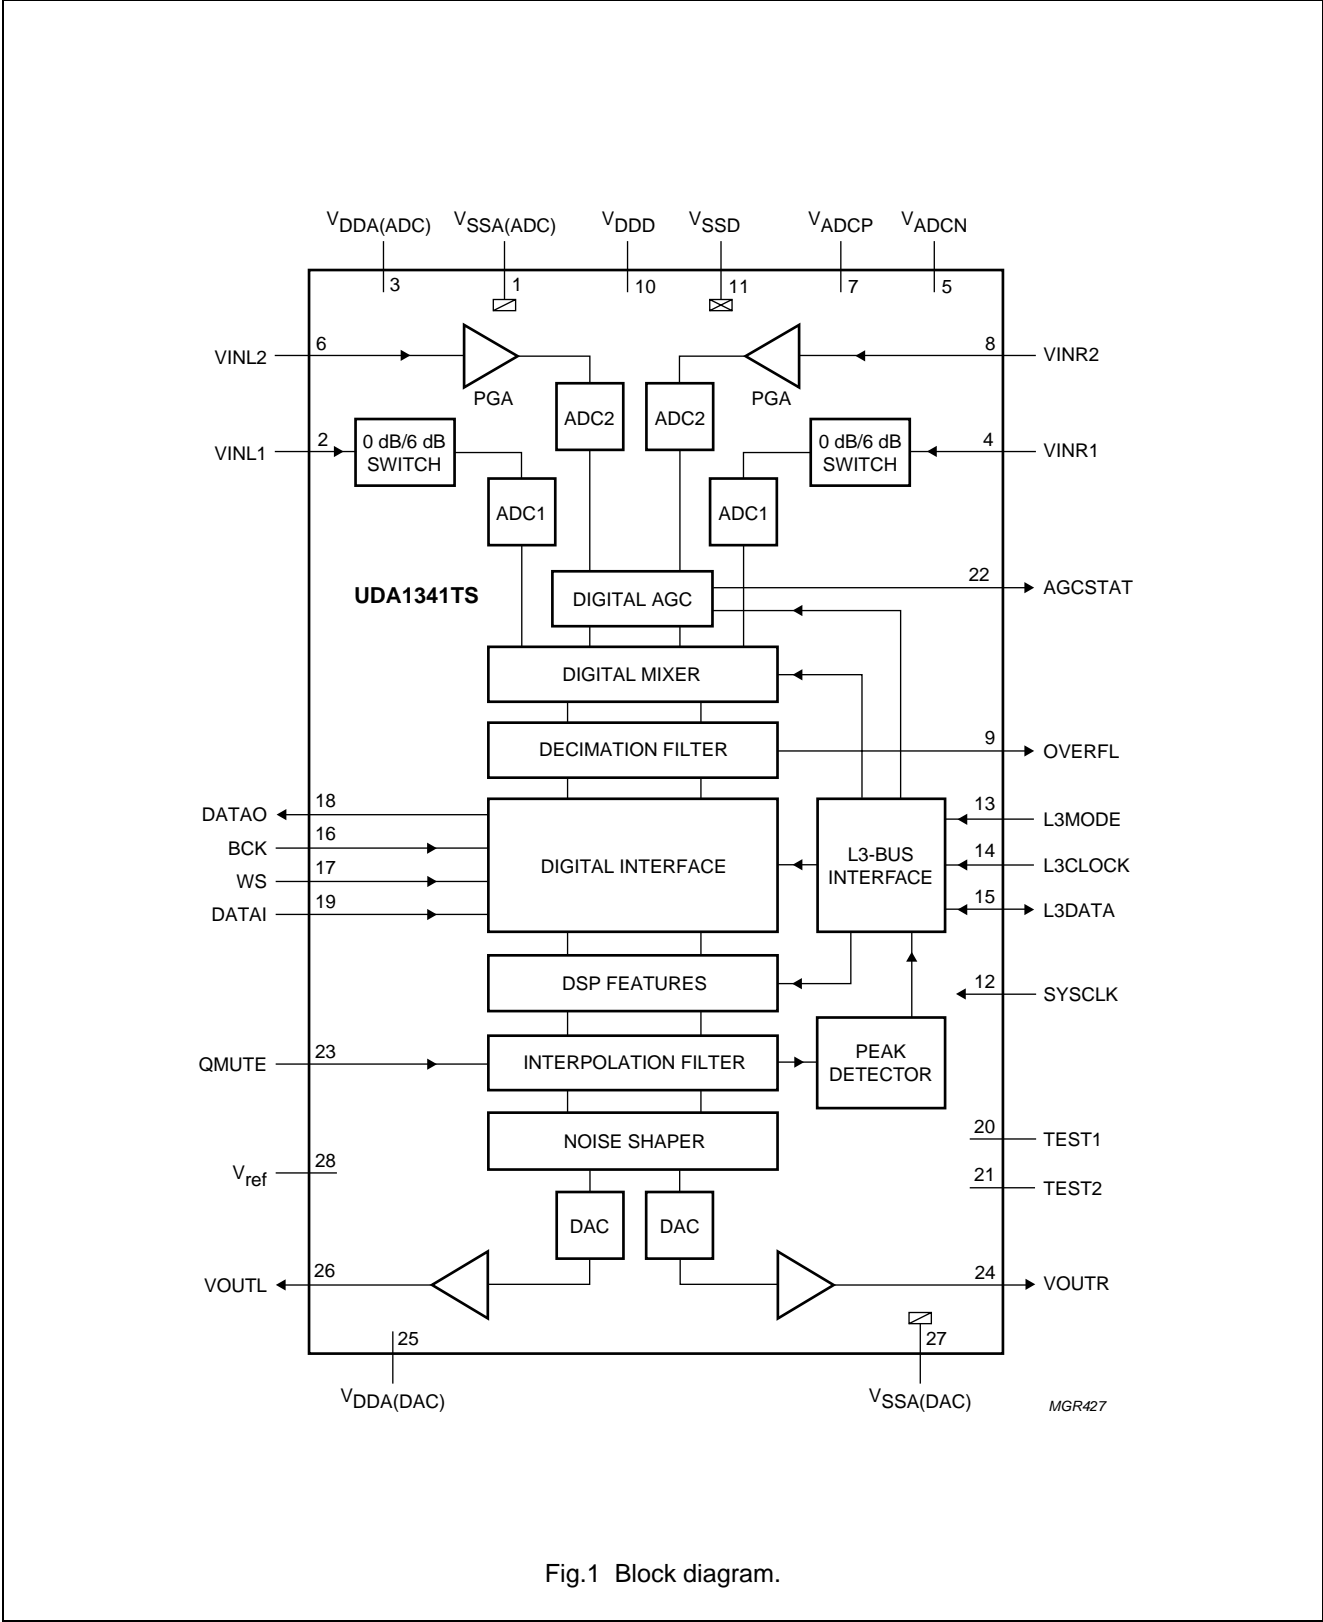 VDDA(ADC) VSSA(ADC) VDDD VSSD VADCP VADCN
3 1 10 11 7 5
VINL2 6 8 VINR2
PGA PGA
ADC2 ADC2
VINL1 2 0 dB/6 dB 0 dB/6 dB 4 VINR1
SWITCH SWITCH
ADC1 ADC1
UDA1341TS
DIGITAL AGC 22 AGCSTAT
DIGITAL MIXER
DECIMATION FILTER 9 OVERFL
DATAO 18
BCK 16
WS 17
DATAI 19
DIGITAL INTERFACE
L3-BUS
INTERFACE
13 L3MODE
14 L3CLOCK
15 L3DATA
DSP FEATURES
12 SYSCLK
QMUTE 23 INTERPOLATION FILTER
PEAK
DETECTOR
NOISE SHAPER
20 TEST1
Vref 28
21 TEST2
DAC DAC
VOUTL 26 24 VOUTR
25 27
VDDA(DAC) VSSA(DAC)
MGR427
Fig.1 Block diagram.